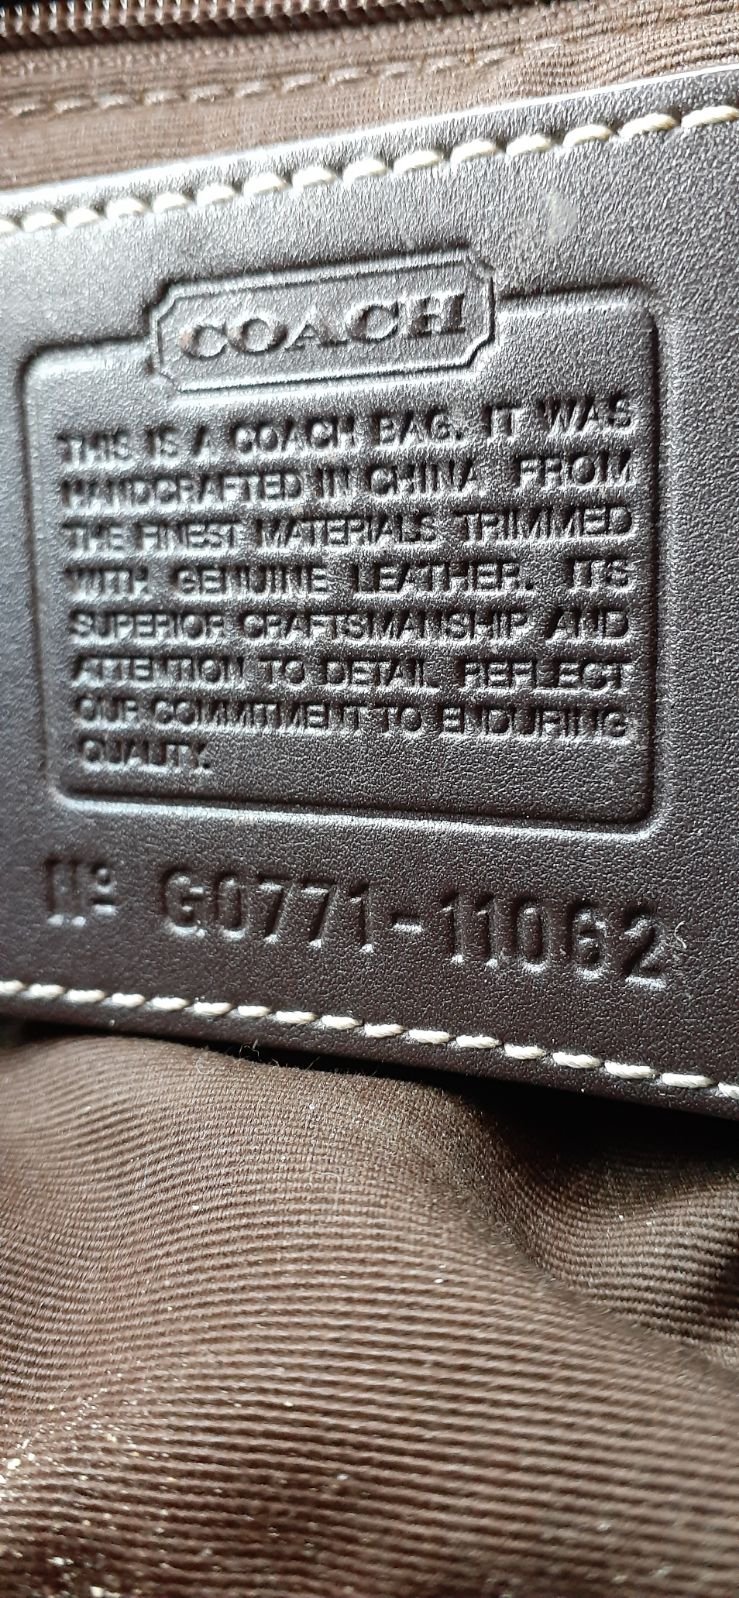 COACH
THIS IS A COACH BAG. IT WAS
HANDCRAFTED IN CHINA FROM
THE FINEST MATERIALS TRIMMED
WITH GENUINE LEATHER. ITS
SUPERIOR CRAFTSMANSHIP AND
ATTENTION TO DETAIL REFLECT
OUR COMMITMENT TO ENDURING
QUALITY.
Nº G0771-11062